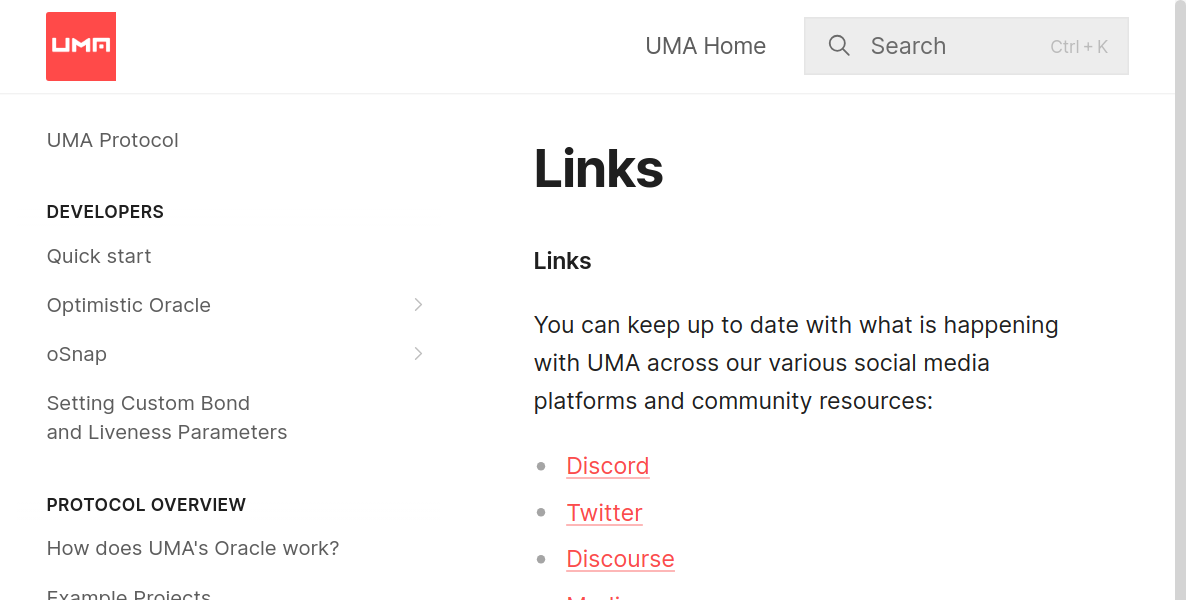 UMA
UMA Home
Search
Ctrl + K
UMA Protocol
DEVELOPERS
Quick start
Optimistic Oracle
oSnap
Setting Custom Bond
and Liveness Parameters
PROTOCOL OVERVIEW
How does UMA's Oracle work?
Example Projects
Links
Links
You can keep up to date with what is happening
with UMA across our various social media
platforms and community resources:
Discord
Twitter
Discourse